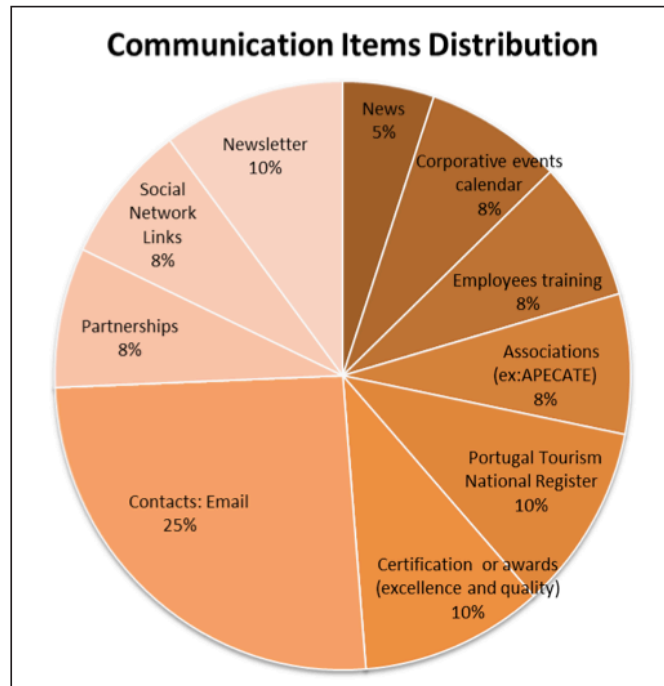 Communication Items Distribution
News
5%
Corporative events
calendar
8%
Employees training
8%
Associations
(ex:APECATE)
8%
Portugal Tourism
National Register
10%
Certification or awards
(excellence and quality)
10%
Contacts: Email
25%
Partnerships
8%
Social
Network
Links
8%
Newsletter
10%